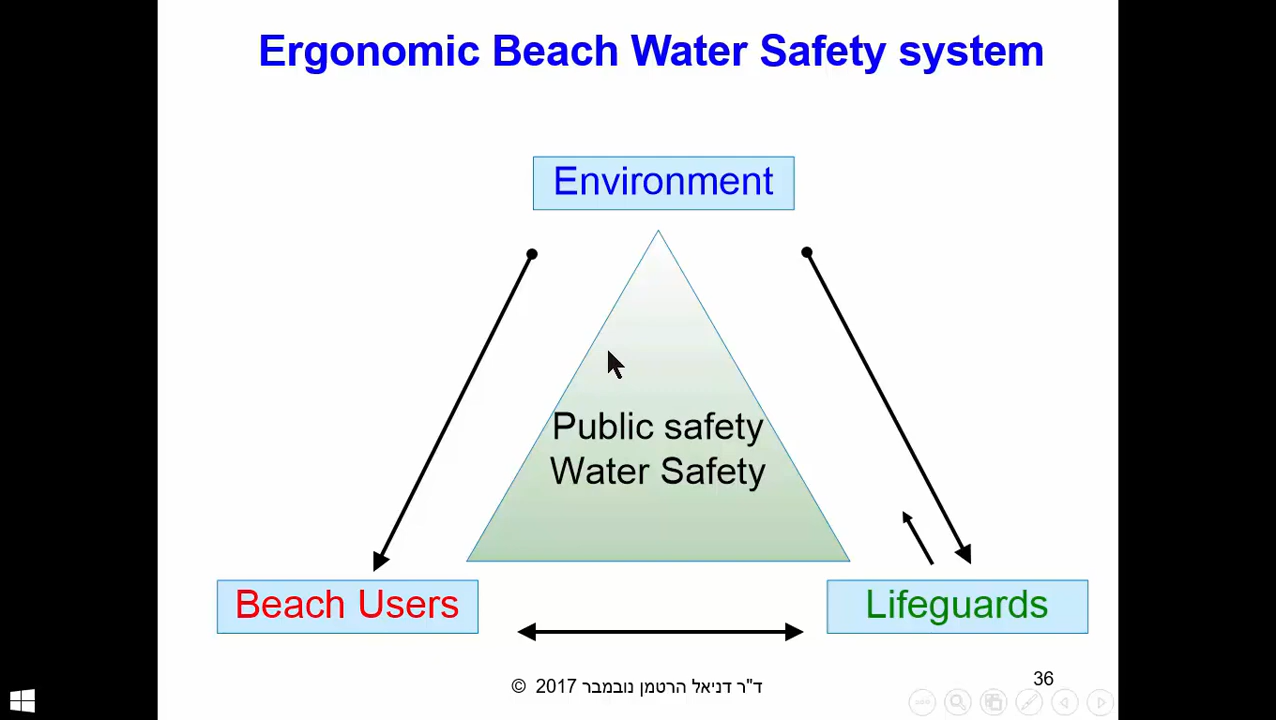 Ergonomic Beach Water Safety system
Environment
Public safety
Water Safety
Beach Users
Lifeguards
ד"ר דניאל הרטמן נובמבר 2017 ©
36